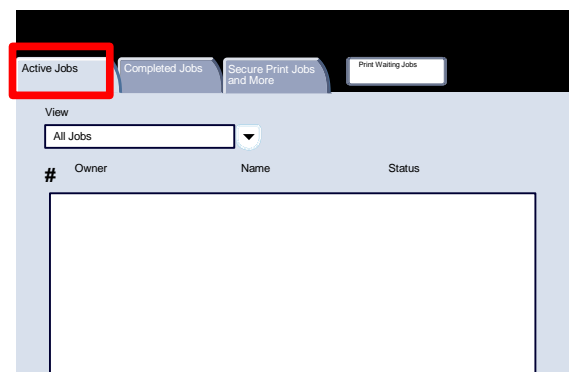 Active Jobs
Completed Jobs
Secure Print Jobs
and More
Print Waiting Jobs
View
All Jobs
# Owner Name Status